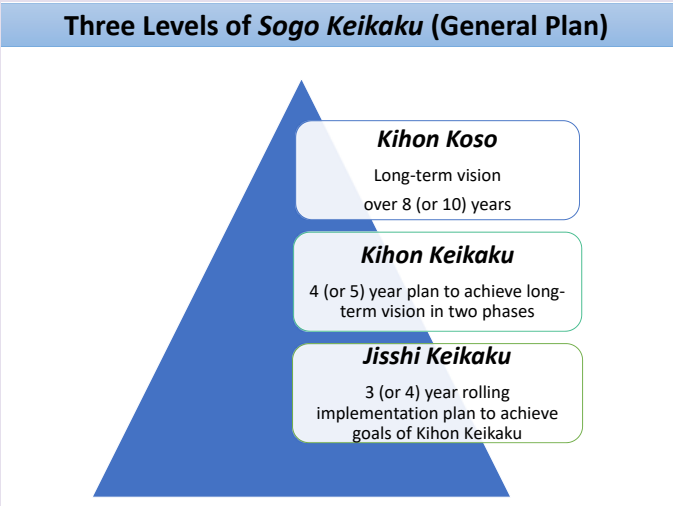 Three Levels of Sogo Keikaku (General Plan)
Kihon Koso
Long-term vision
over 8 (or 10) years
Kihon Keikaku
4 (or 5) year plan to achieve long-
term vision in two phases
Jisshi Keikaku
3 (or 4) year rolling
implementation plan to achieve
goals of Kihon Keikaku